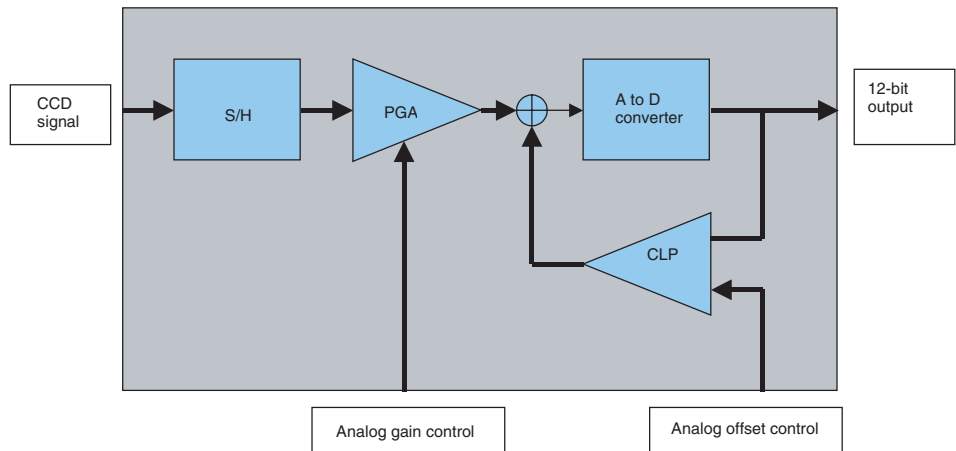 CCD
signal
S/H
PGA
A to D
converter
12-bit
output
CLP
Analog gain control
Analog offset control